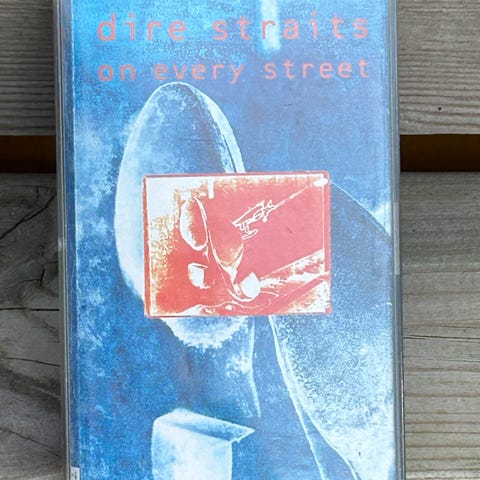 dire straits
on every street